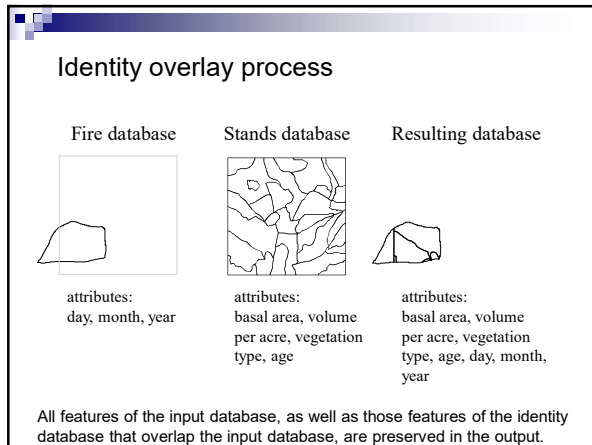 Identity overlay process
Fire database
Stands database
Resulting database
attributes:
day, month, year
attributes:
basal area, volume
per acre, vegetation
type, age
attributes:
basal area, volume
per acre, vegetation
type, age, day, month,
year
All features of the input database, as well as those features of the identity
database that overlap the input database, are preserved in the output.